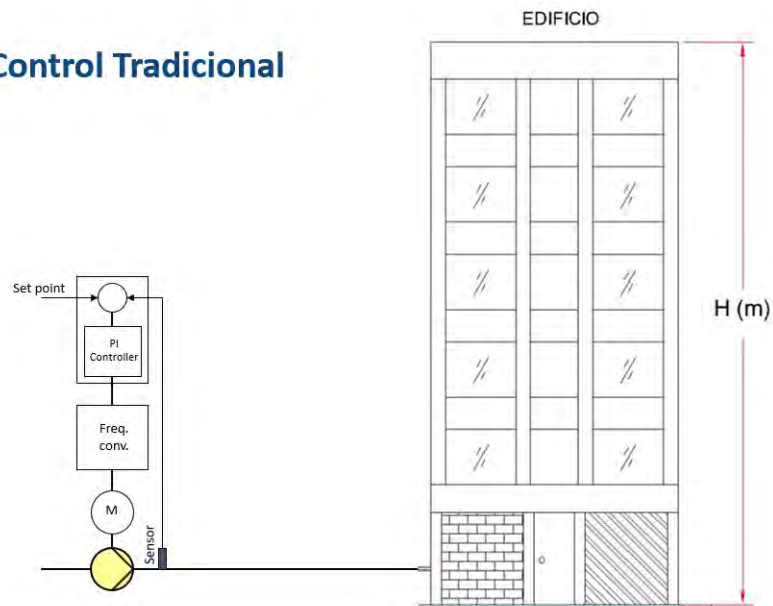 EDIFICIO
Control Tradicional
Set point
PI
Controller
Freq.
conv.
M
Sensor
H (m)